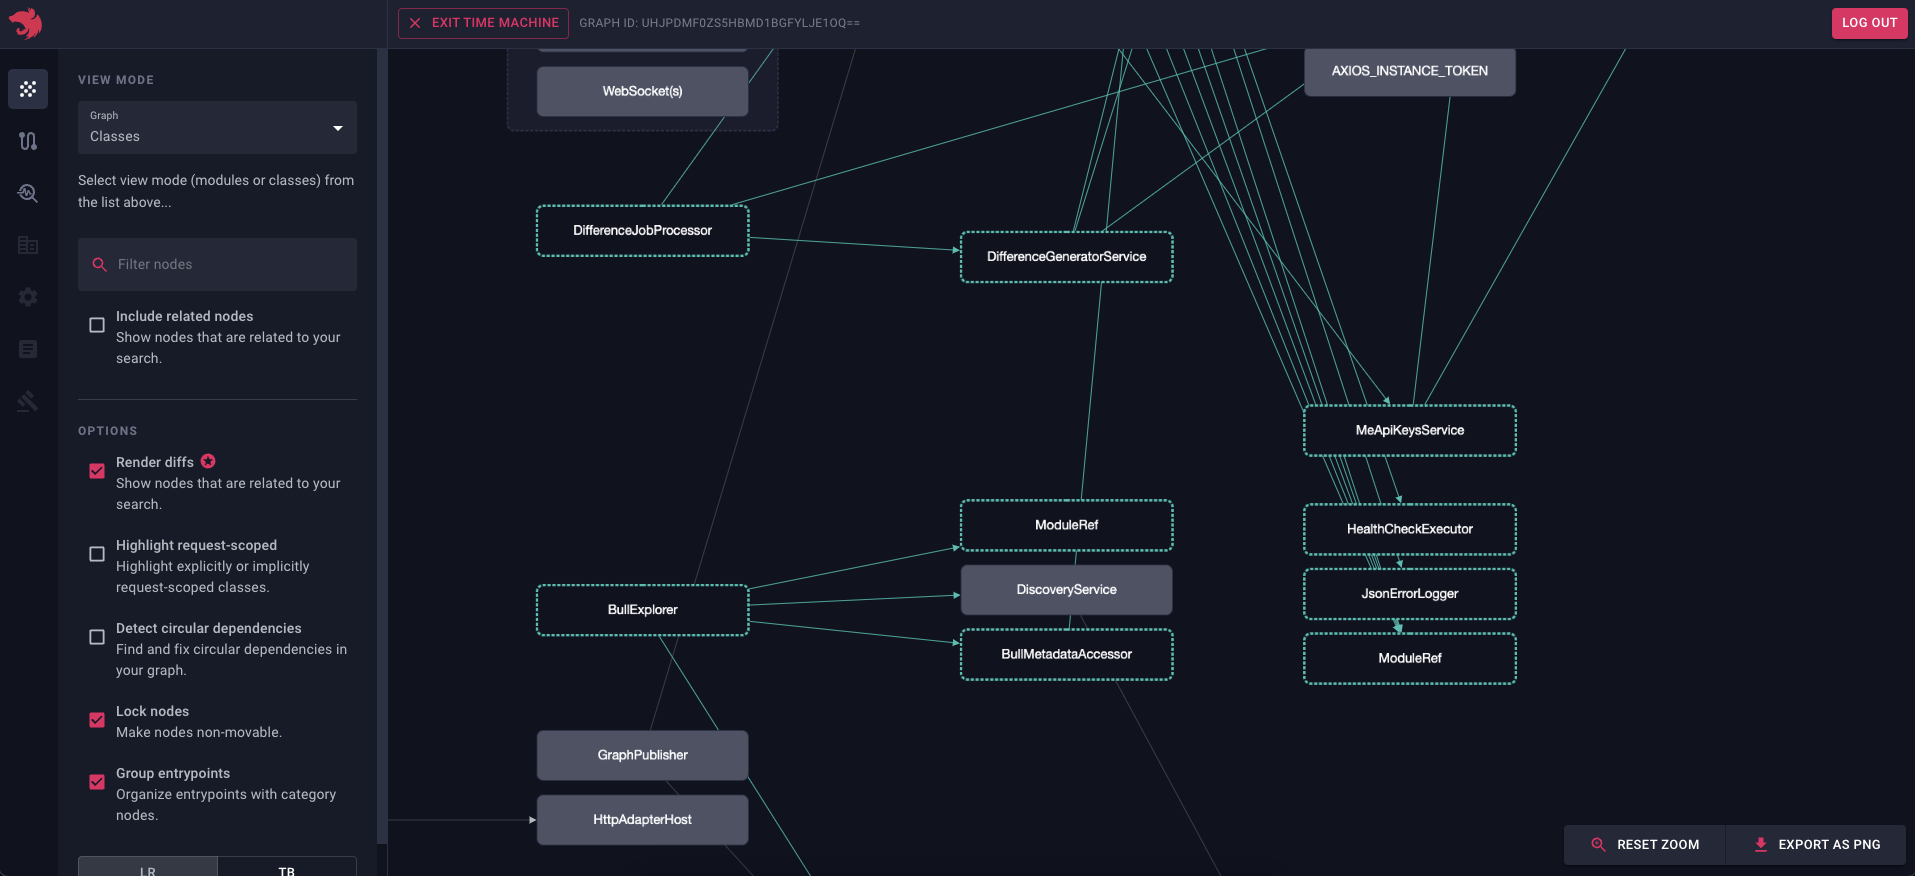 EXIT TIME MACHINE
GRAPH ID: UHJPDMF0ZS5HBMD1BGFYLJE1OQ==
LOG OUT
VIEW MODE
Graph
Classes
Select view mode (modules or classes) from
the list above...
Filter nodes
Include related nodes
Show nodes that are related to your
search.
OPTIONS
Render diffs
Show nodes that are related to your
search.
Highlight request-scoped
Highlight explicitly or implicitly
request-scoped classes.
Detect circular dependencies
Find and fix circular dependencies in
your graph.
Lock nodes
Make nodes non-movable.
Group entrypoints
Organize entrypoints with category
nodes.
LR
TB
WebSocket(s)
AXIOS_INSTANCE_TOKEN
DifferenceJobProcessor
DifferenceGeneratorService
MeApiKeysService
ModuleRef
HealthCheckExecutor
DiscoveryService
BullExplorer
JsonErrorLogger
BullMetadataAccessor
ModuleRef
GraphPublisher
HttpAdapterHost
RESET ZOOM
EXPORT AS PNG